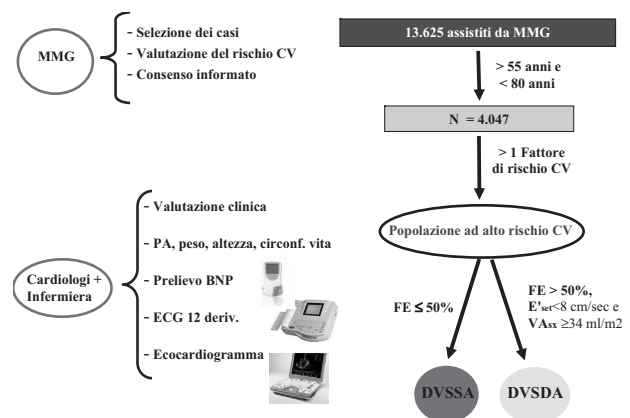 MMG
- Selezione dei casi
- Valutazione del rischio CV
- Consenso informato
13.625 assistiti da MMG
> 55 anni e
< 80 anni
N = 4.047
> 1 Fattore
di rischio CV
Popolazione ad alto rischio CV
Cardiologi +
Infermiera
- Valutazione clinica
- PA, peso, altezza, circonf. vita
- Prelievo BNP
- ECG 12 deriv.
- Ecocardiogramma
FE ≤ 50%
FE > 50%,
E'set<8 cm/sec e
VAsx ≥34 ml/m2
DVSSA
DVSDA